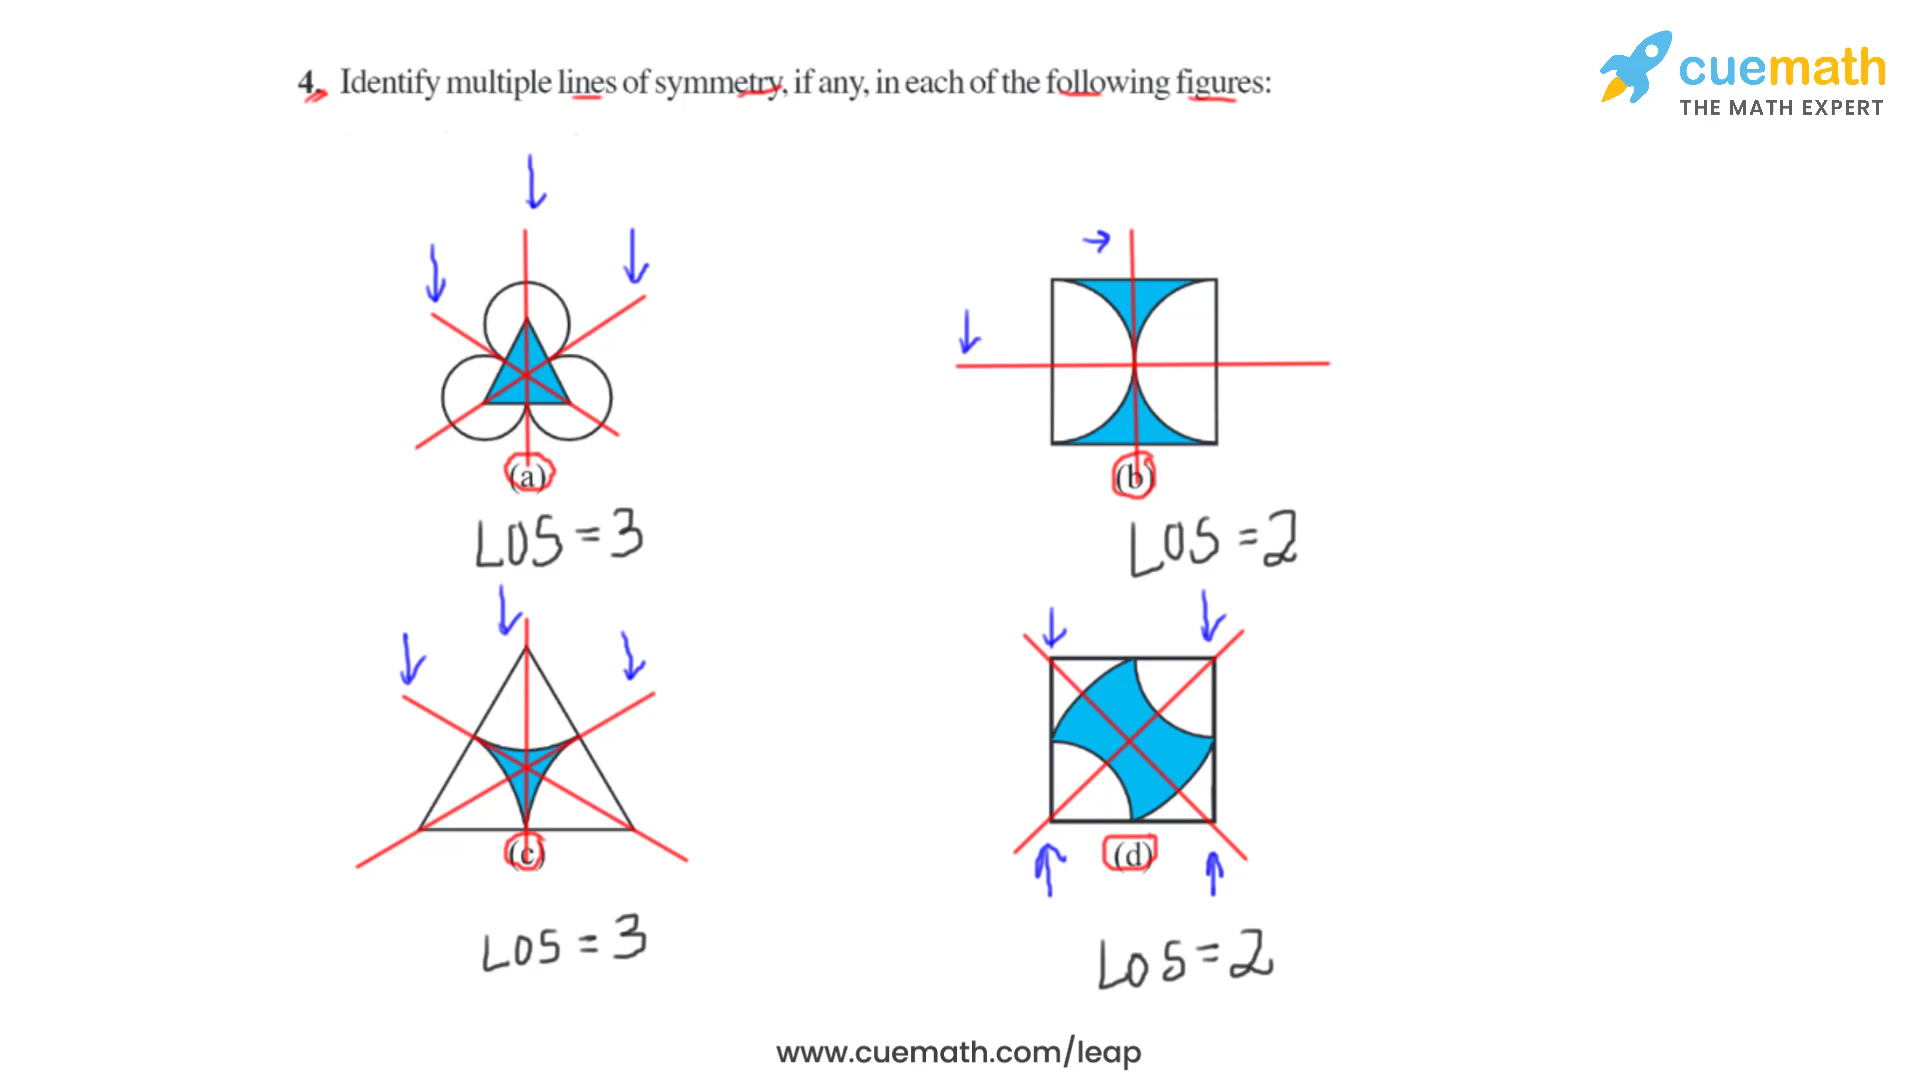 4. Identify multiple lines of symmetry, if any, in each of the following figures:
cuemath
THE MATH EXPERT
(a)
(b)
LOS = 3
LOS = 2
(c)
(d)
LOS = 3
LOS = 2
www.cuemath.com/leap